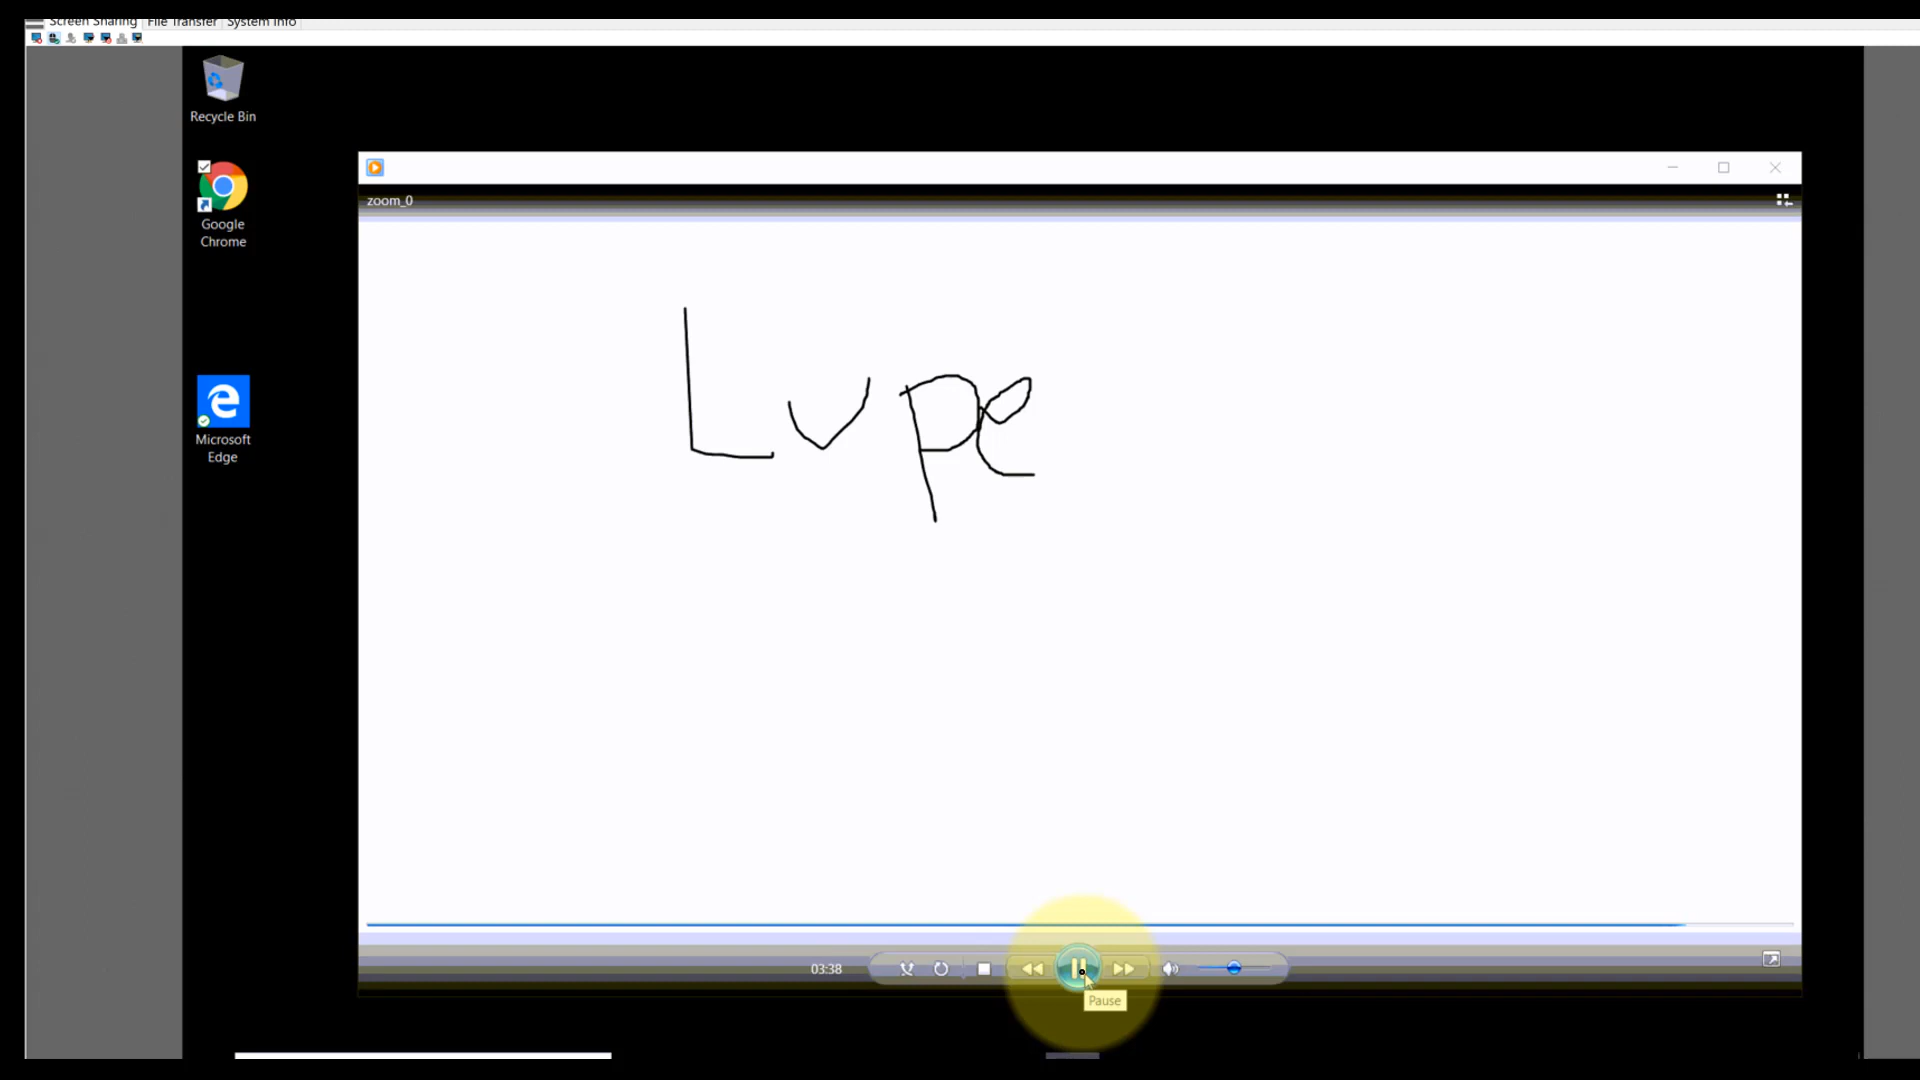 Screen Sharing File Transfer System Info
Recycle Bin
zoom_0
Google
Chrome
Lupe
Microsoft
Edge
03:38
Pause